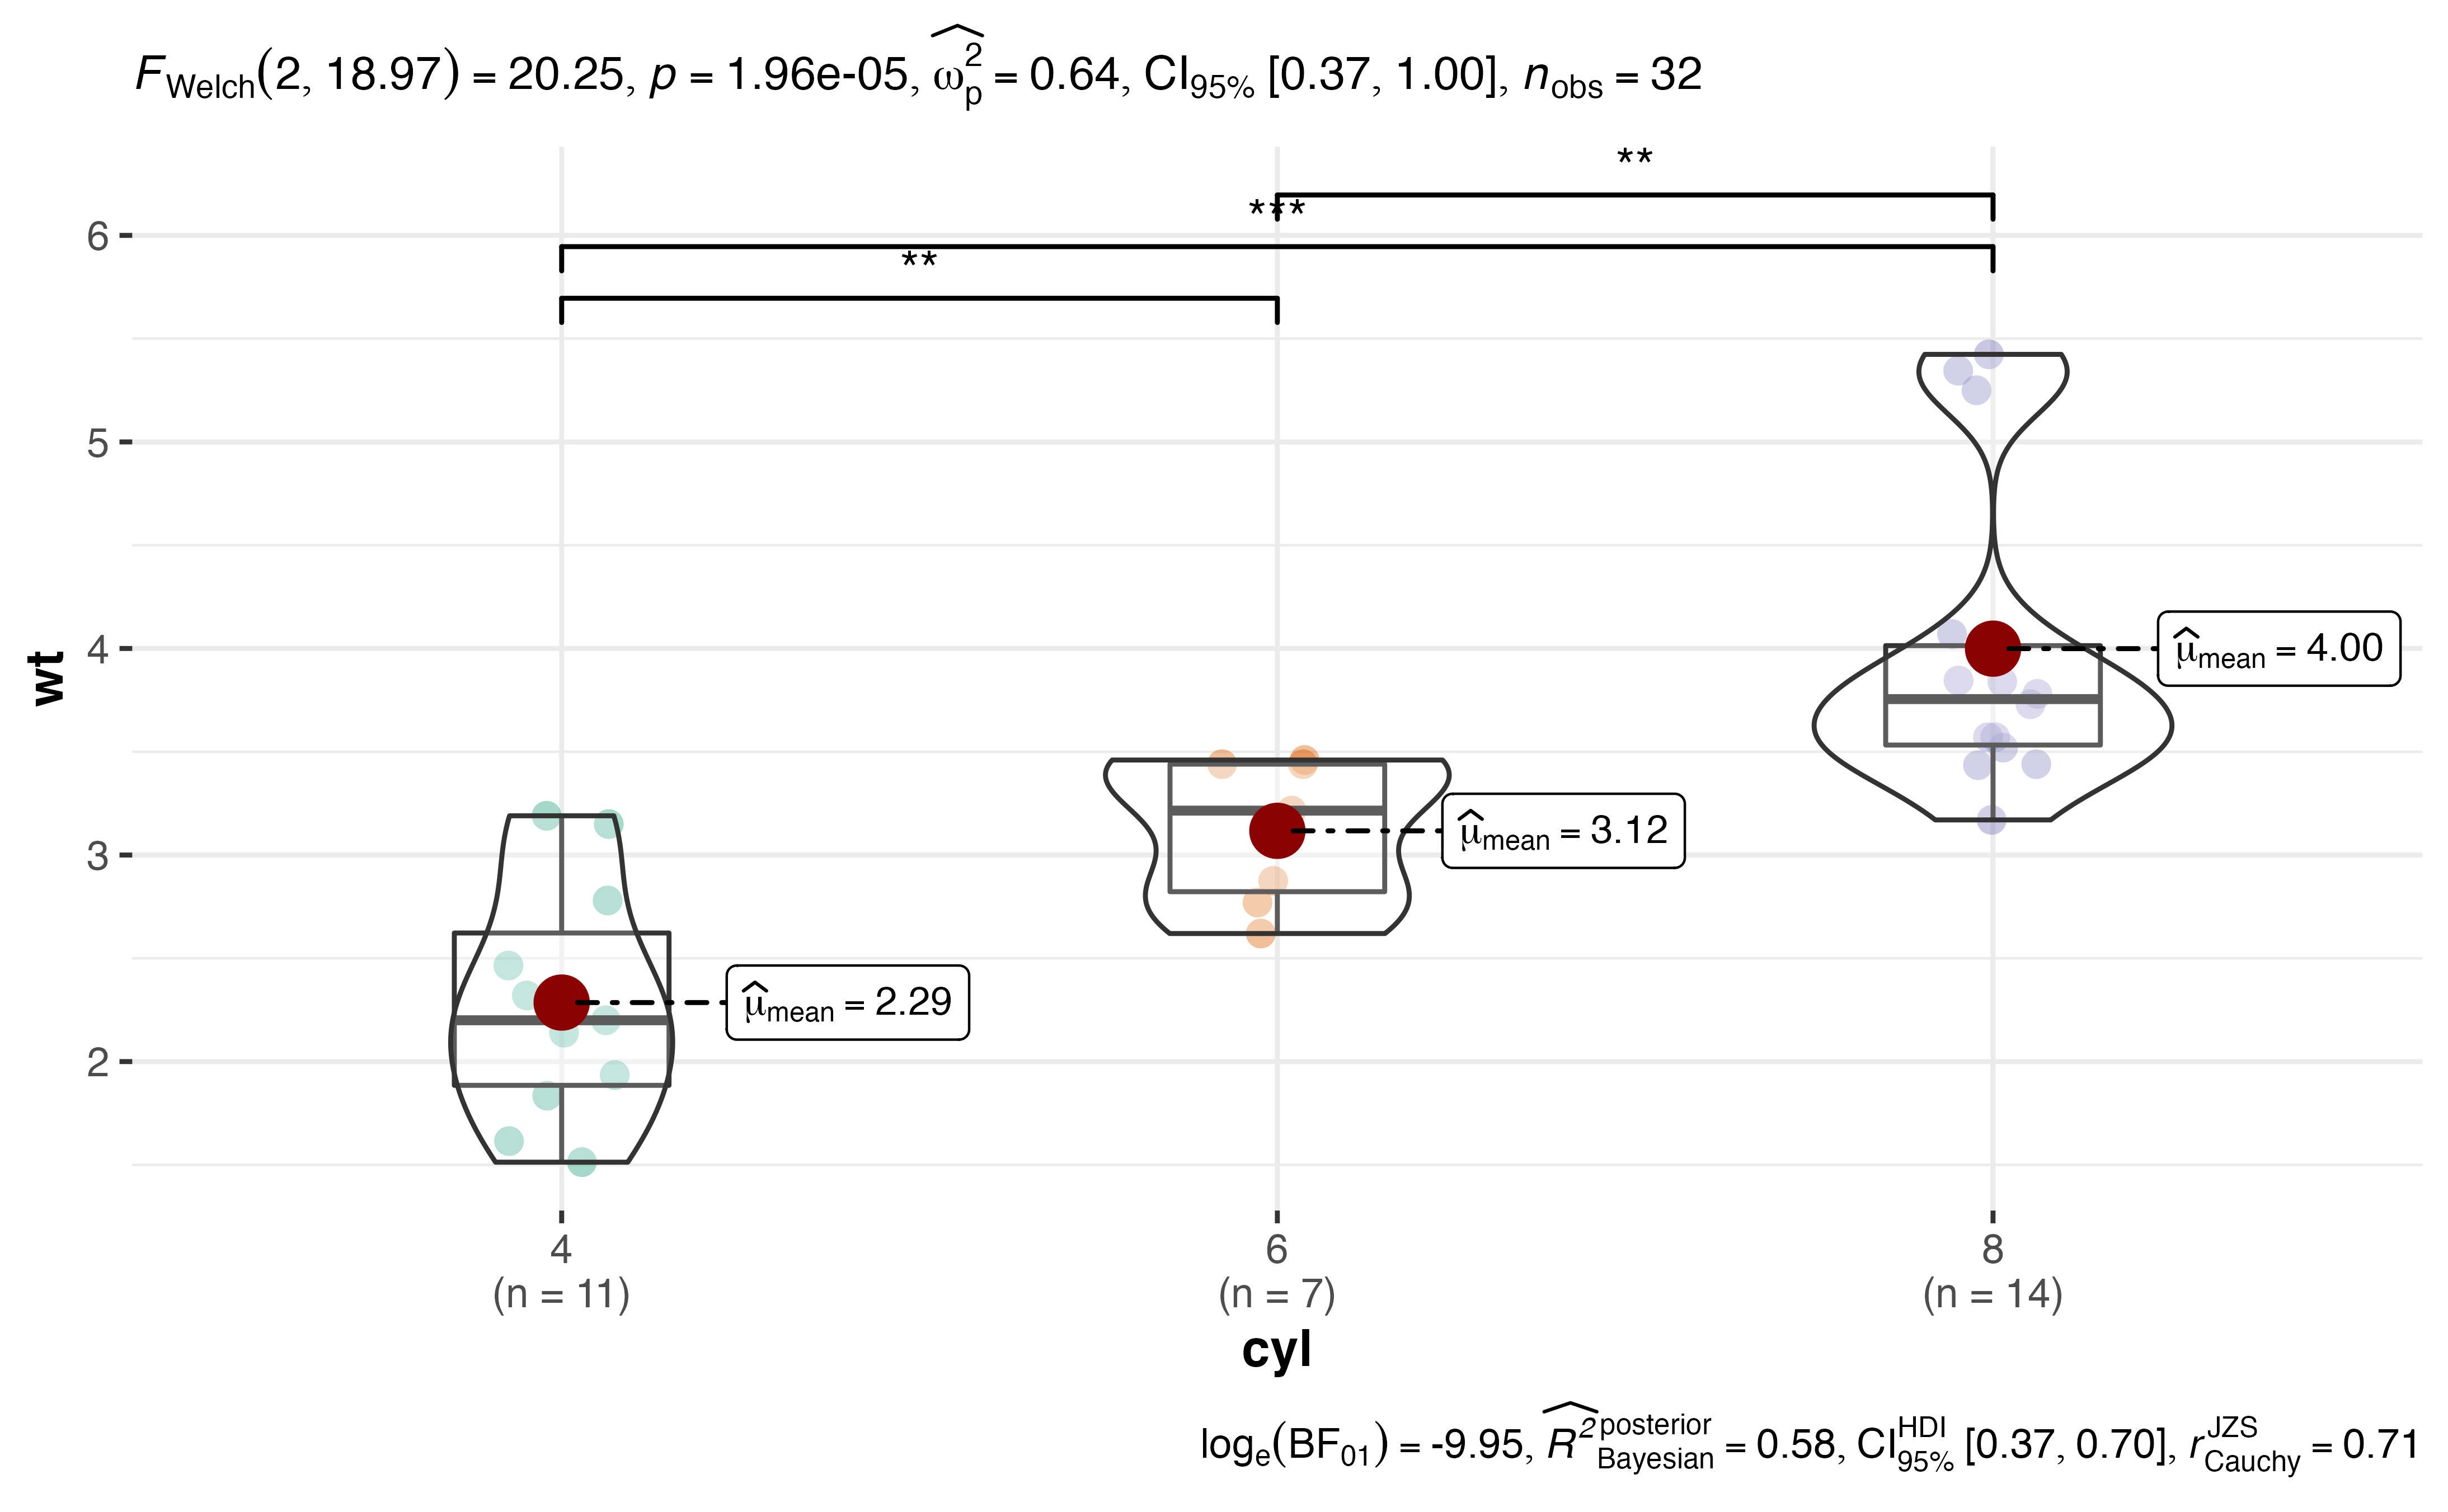 F_Welch(2, 18.97) = 20.25, p = 1.96e-05, ω̂²_p = 0.64, CI_95% [0.37, 1.00], n_obs = 32
**
***
**
6
5
4
3
2
wt
μ̂_mean = 4.00
μ̂_mean = 3.12
μ̂_mean = 2.29
4 6 8
(n = 11) (n = 7) (n = 14)
cyl
log_e(BF_01) = -9.95, R̂²^posterior_Bayesian = 0.58, CI^HDI_95% [0.37, 0.70], r^JZS_Cauchy = 0.71